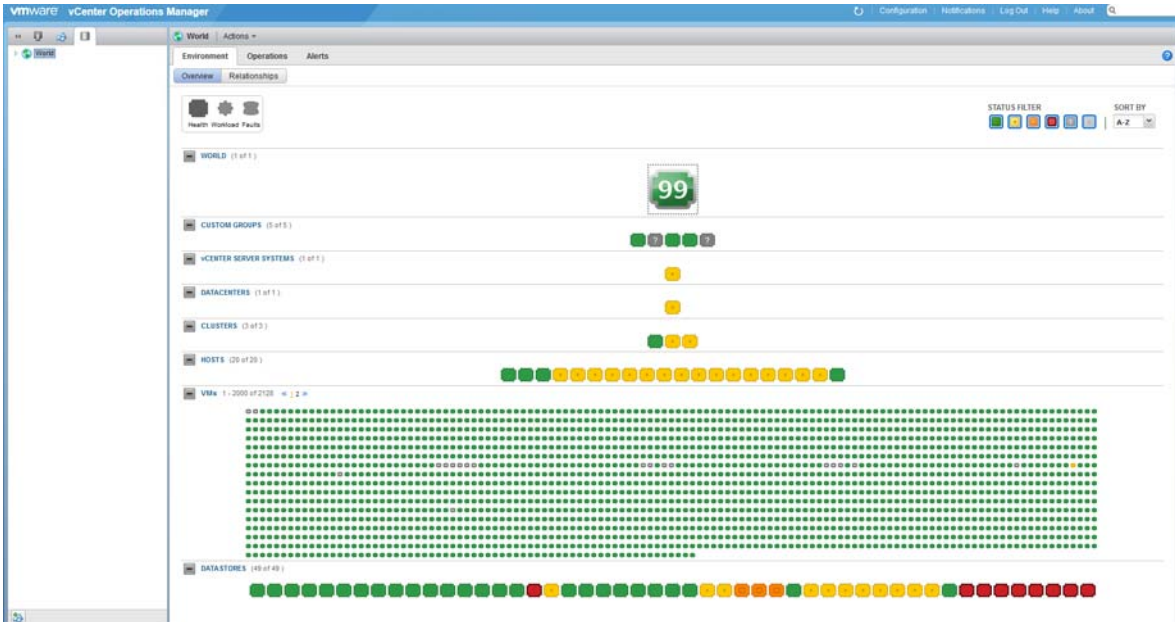 vmware vCenter Operations Manager
Configuration Notifications Log Out Help About
World
World Actions
Environment Operations Alerts
Overview Relationships
Health Workload Faults
STATUS FILTER SORT BY
A-Z
WORLD (1 of 1)
99
CUSTOM GROUPS (5 of 5)
? ?
vCENTER SERVER SYSTEMS (1 of 1)
DATACENTERS (1 of 1)
CLUSTERS (3 of 3)
HOSTS (20 of 20)
VMs 1 - 2000 of 2128 « 1 2 »
DATASTORES (49 of 49)